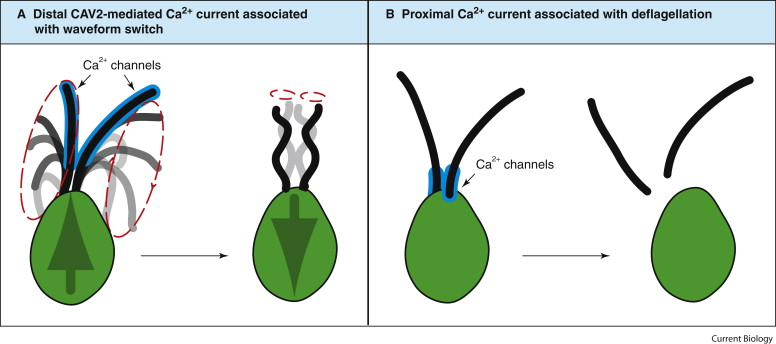 A Distal CAV2-mediated Ca²⁺ current associated
with waveform switch
Ca²⁺ channels
B Proximal Ca²⁺ current associated with deflagellation
Ca²⁺ channels
Current Biology